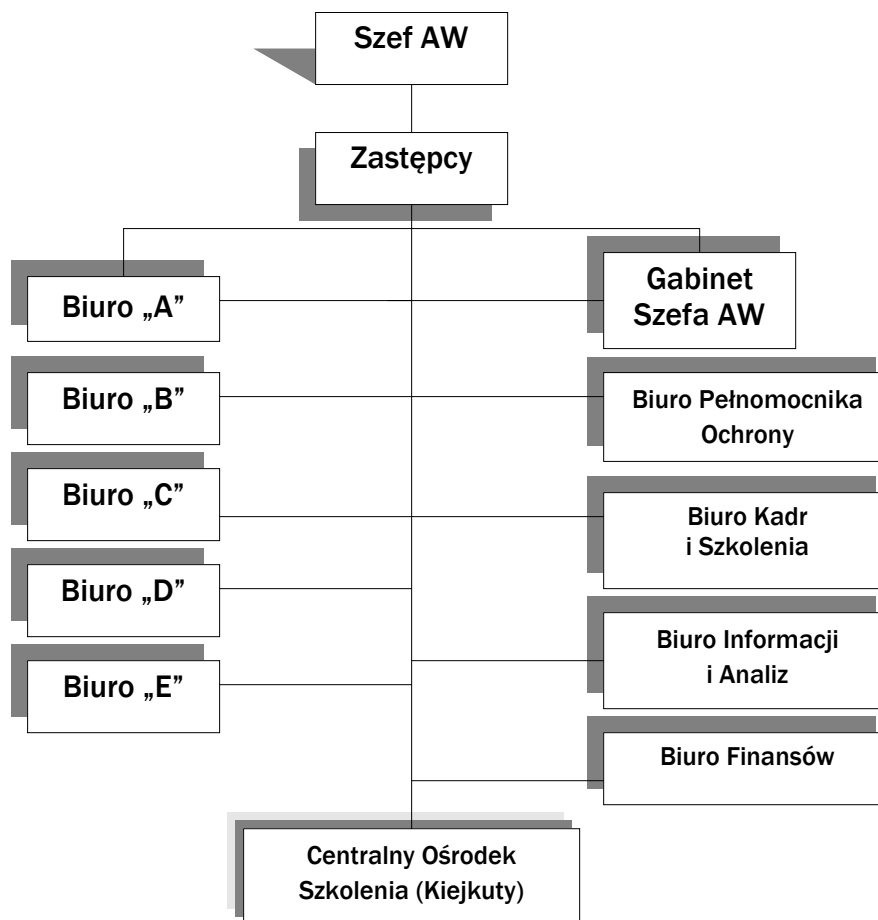 Szef AW
Zastępcy
Biuro „A”
Gabinet
Szefa AW
Biuro „B”
Biuro Pełnomocnika
Ochrony
Biuro „C”
Biuro Kadr
i Szkolenia
Biuro „D”
Biuro Informacji
i Analiz
Biuro „E”
Biuro Finansów
Centralny Ośrodek
Szkolenia (Kiejkuty)